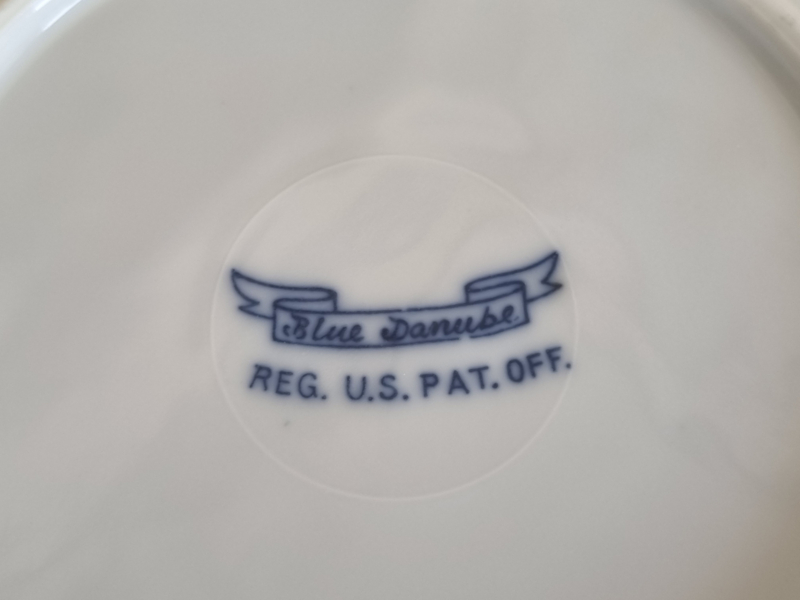 Blue Danube
REG. U.S. PAT. OFF.